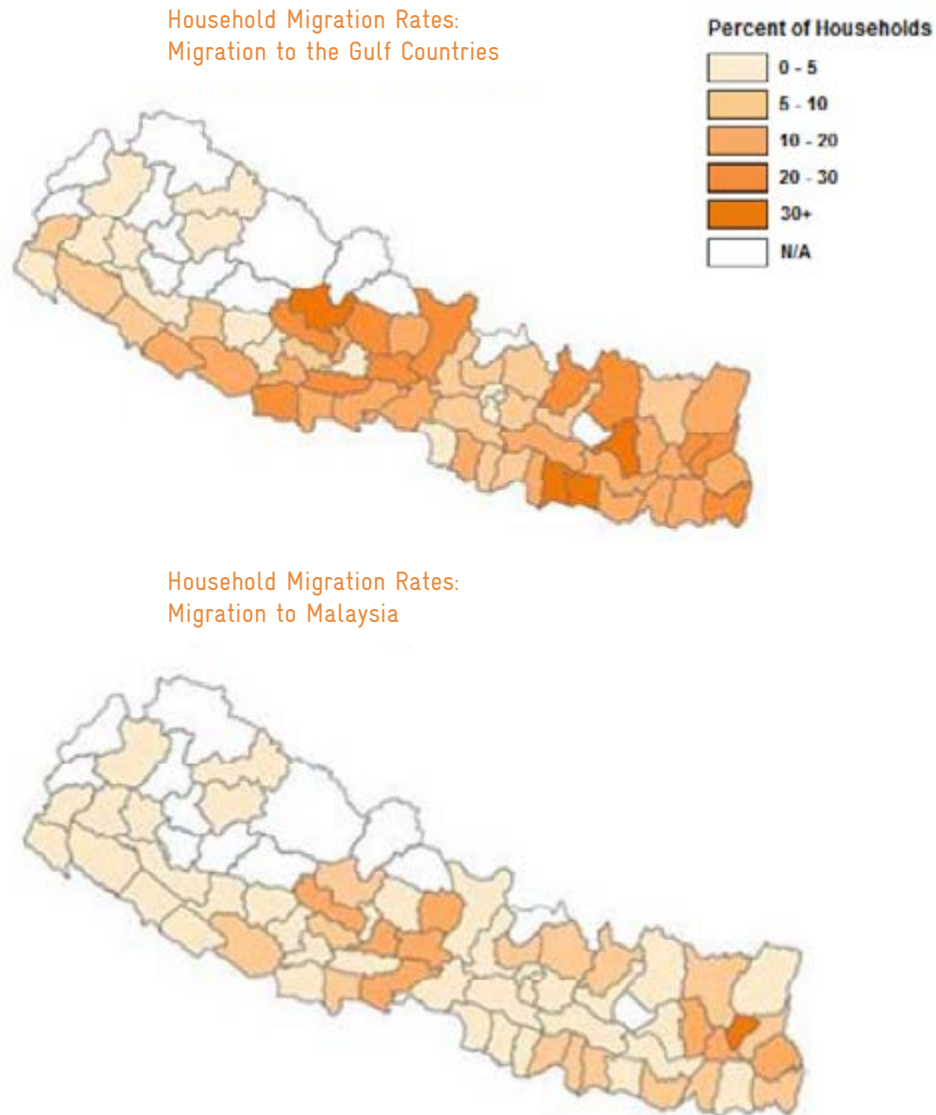 Household Migration Rates:
Migration to the Gulf Countries
Percent of Households
0 - 5
5 - 10
10 - 20
20 - 30
30+
N/A
Household Migration Rates:
Migration to Malaysia